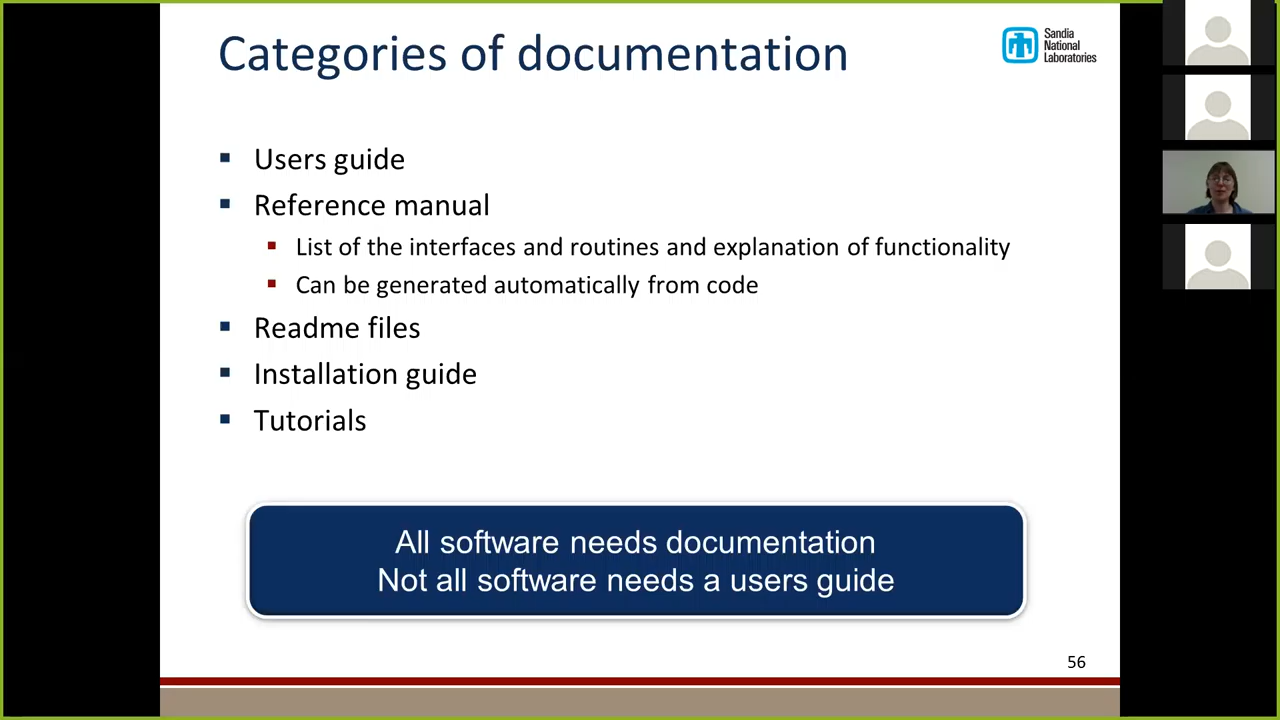 Categories of documentation
Sandia
National
Laboratories
Users guide
Reference manual
List of the interfaces and routines and explanation of functionality
Can be generated automatically from code
Readme files
Installation guide
Tutorials
All software needs documentation
Not all software needs a users guide
56